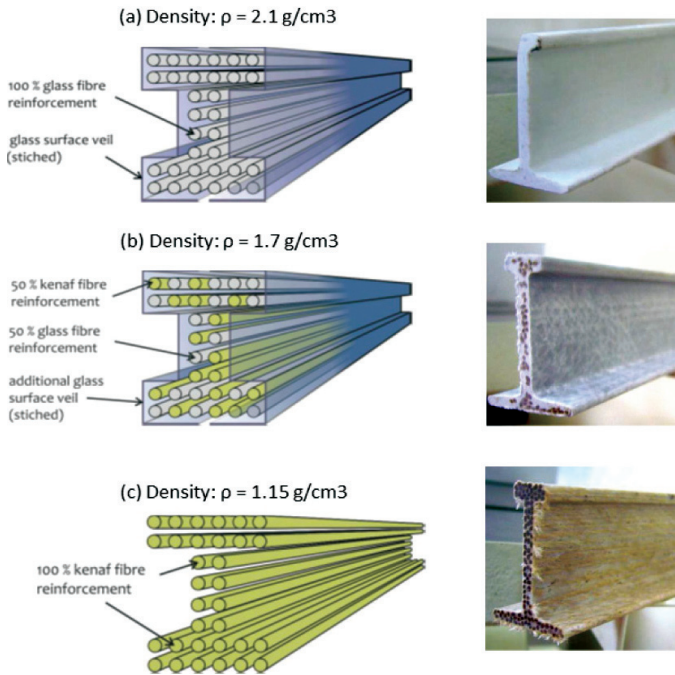 (a) Density: ρ = 2.1 g/cm3
100 % glass fibre
reinforcement
glass surface veil
(stiched)
(b) Density: ρ = 1.7 g/cm3
50 % kenaf fibre
reinforcement
50 % glass fibre
reinforcement
additional glass
surface veil
(stiched)
(c) Density: ρ = 1.15 g/cm3
100 % kenaf fibre
reinforcement